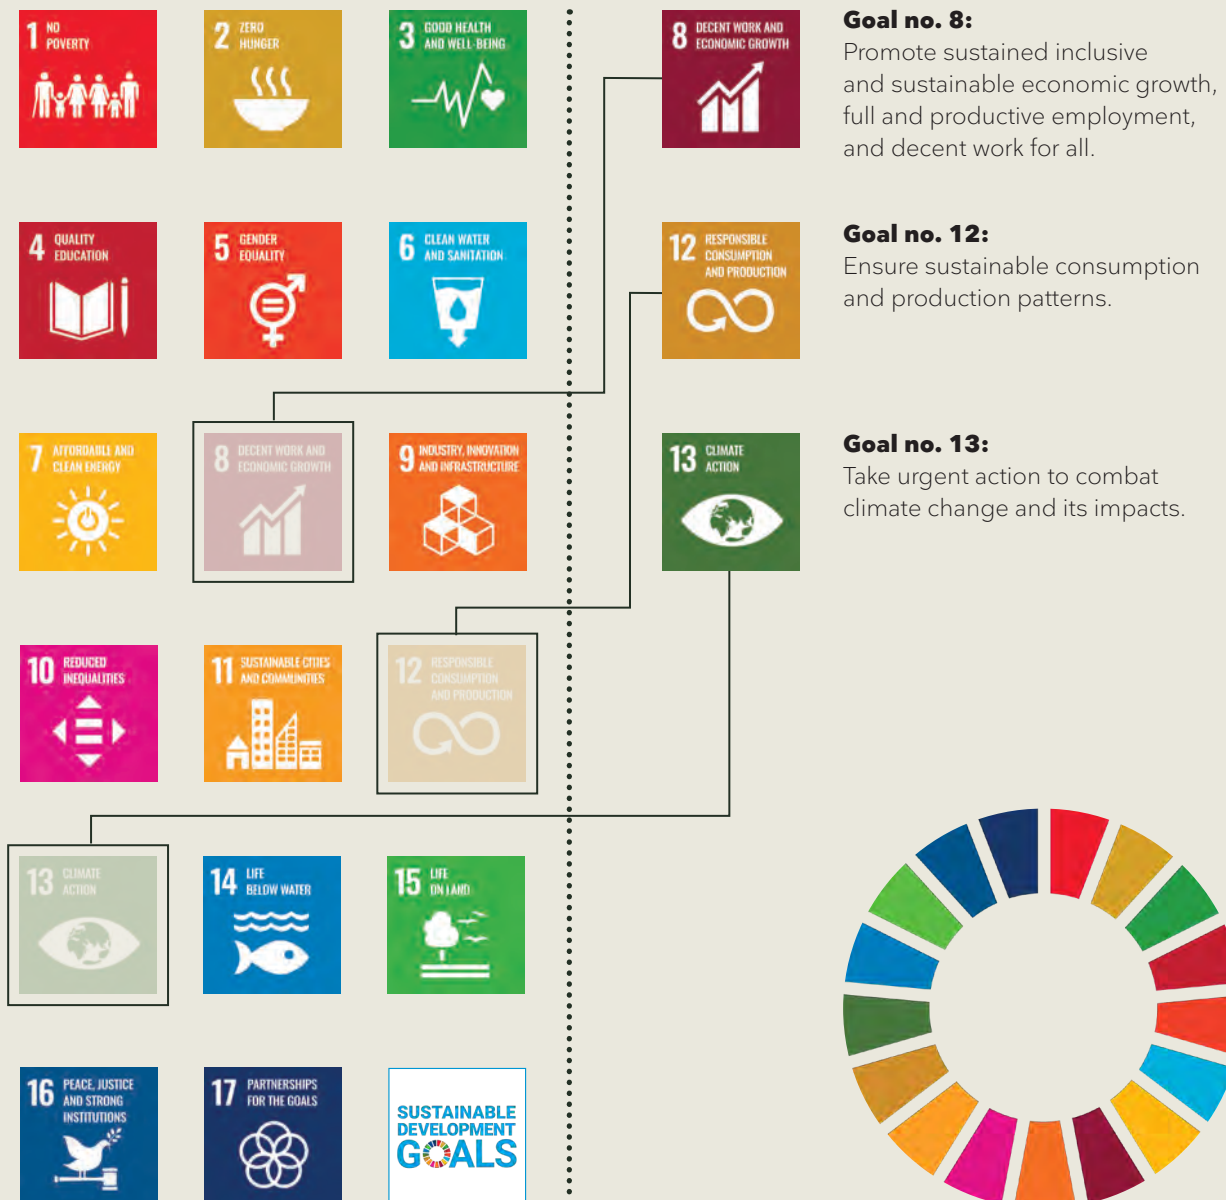 1 NO
POVERTY
2 ZERO
HUNGER
3 GOOD HEALTH
AND WELL-BEING
4 QUALITY
EDUCATION
5 GENDER
EQUALITY
6 CLEAN WATER
AND SANITATION
7 AFFORDABLE AND
CLEAN ENERGY
8 DECENT WORK AND
ECONOMIC GROWTH
9 INDUSTRY, INNOVATION
AND INFRASTRUCTURE
10 REDUCED
INEQUALITIES
11 SUSTAINABLE CITIES
AND COMMUNITIES
12 RESPONSIBLE
CONSUMPTION
AND PRODUCTION
13 CLIMATE
ACTION
14 LIFE
BELOW WATER
15 LIFE
ON LAND
16 PEACE, JUSTICE
AND STRONG
INSTITUTIONS
17 PARTNERSHIPS
FOR THE GOALS
SUSTAINABLE
DEVELOPMENT
GOALS
8 DECENT WORK AND
ECONOMIC GROWTH
Goal no. 8:
Promote sustained inclusive
and sustainable economic growth,
full and productive employment,
and decent work for all.
12 RESPONSIBLE
CONSUMPTION
AND PRODUCTION
Goal no. 12:
Ensure sustainable consumption
and production patterns.
13 CLIMATE
ACTION
Goal no. 13:
Take urgent action to combat
climate change and its impacts.